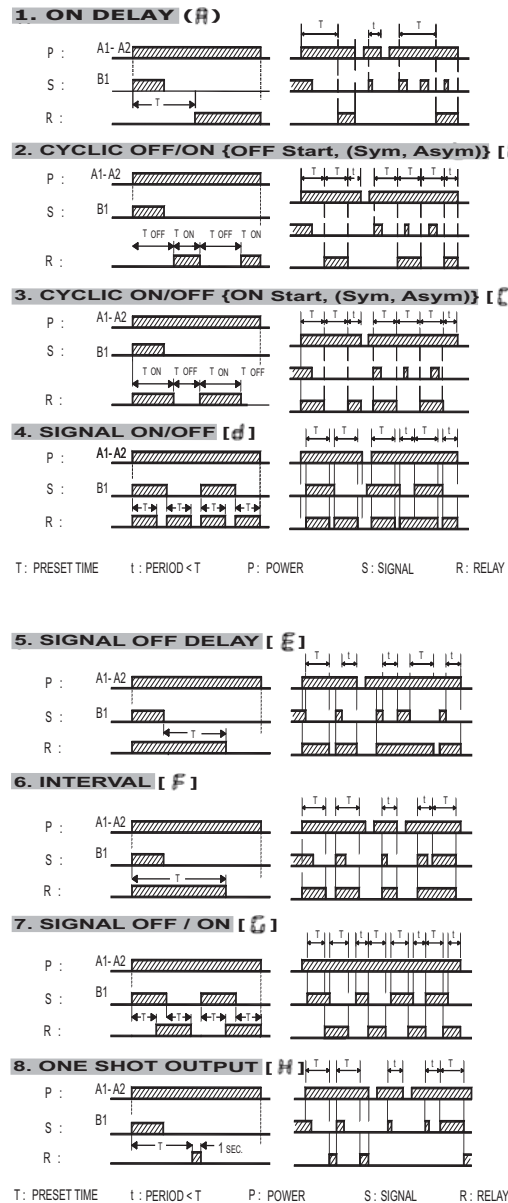 1. ON DELAY (A)
T t T
P : A1- A2
S : B1
T
R :
2. CYCLIC OFF/ON {OFF Start, (Sym, Asym)} [
P : A1- A2
T T t T T T t
S : B1
T OFF T ON T OFF T ON
R :
3. CYCLIC ON/OFF {ON Start, (Sym, Asym)} [C
P : A1-A2
T T t T T T t
S : B1
T ON T OFF T ON T OFF
R :
4. SIGNAL ON/OFF [d]
T T T t T t
P : A1-A2
S : B1
T T T T
R :
T : PRESET TIME t : PERIOD < T P : POWER S : SIGNAL R : RELAY
5. SIGNAL OFF DELAY [E]
T t t T t
P : A1- A2
S : B1
T
R :
6. INTERVAL [F]
T T t t T
P : A1- A2
S : B1
T
R :
7. SIGNAL OFF / ON [G]
T T t T T t T t
P : A1- A2
S : B1
T T T T
R :
8. ONE SHOT OUTPUT [H]
T T t t T
P : A1- A2
S : B1
T 1 SEC.
R :
T : PRESET TIME t : PERIOD < T P : POWER S : SIGNAL R : RELAY